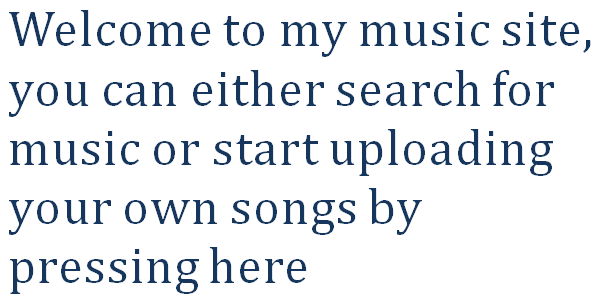 Welcome to my music site,
you can either search for
music or start uploading
your own songs by
pressing here